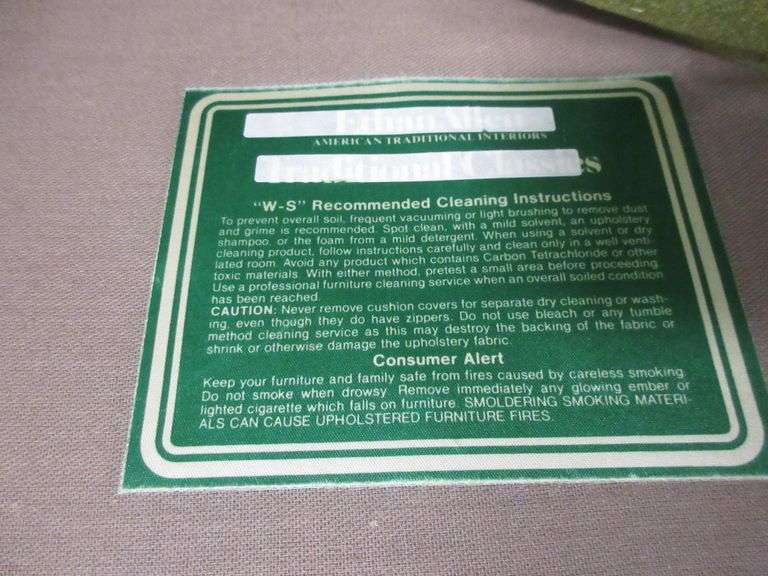 Ethan Allen
AMERICAN TRADITIONAL INTERIORS
Traditional Classics
"W-S" Recommended Cleaning Instructions
To prevent overall soil, frequent vacuuming or light brushing to remove dust
and grime is recommended. Spot clean, with a mild solvent, an upholstery
shampoo, or the foam from a mild detergent. When using a solvent or dry
cleaning product, follow instructions carefully and clean only in a well venti-
lated room. Avoid any product which contains Carbon Tetrachloride or other
toxic materials. With either method, pretest a small area before proceeding.
Use a professional furniture cleaning service when an overall soiled condition
has been reached.
CAUTION: Never remove cushion covers for separate dry cleaning or wash-
ing, even though they do have zippers. Do not use bleach or any tumble
method cleaning service as this may destroy the backing of the fabric or
shrink or otherwise damage the upholstery fabric.
Consumer Alert
Keep your furniture and family safe from fires caused by careless smoking.
Do not smoke when drowsy. Remove immediately any glowing ember or
lighted cigarette which falls on furniture. SMOLDERING SMOKING MATERI-
ALS CAN CAUSE UPHOLSTERED FURNITURE FIRES.